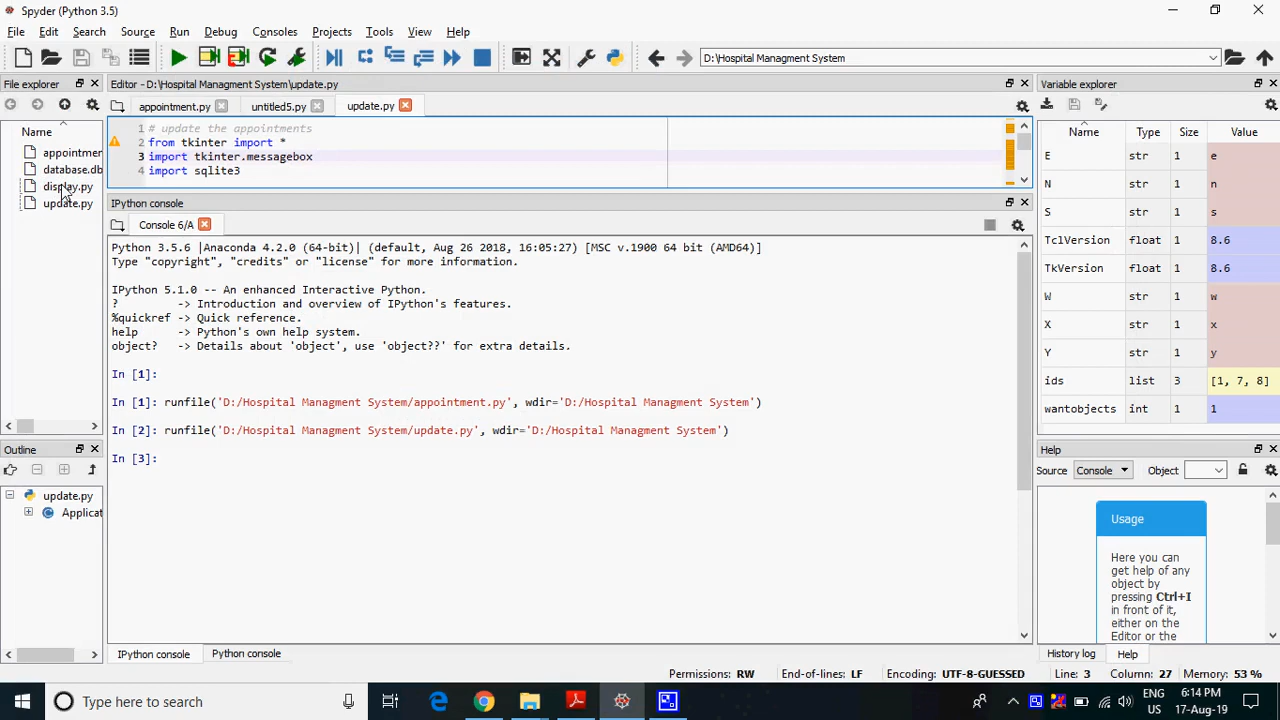 Spyder (Python 3.5)
File Edit Search Source Run Debug Consoles Projects Tools View Help
D:\Hospital Managment System
File explorer
Name
appointmer
database.db
display.py
update.py
Outline
update.py
Applicat
Editor - D:\Hospital Managment System\update.py
appointment.py untitled5.py update.py
1 # update the appointments
2 from tkinter import *
3 import tkinter.messagebox
4 import sqlite3
IPython console
Console 6/A
Python 3.5.6 |Anaconda 4.2.0 (64-bit)| (default, Aug 26 2018, 16:05:27) [MSC v.1900 64 bit (AMD64)]
Type "copyright", "credits" or "license" for more information.
IPython 5.1.0 -- An enhanced Interactive Python.
? -> Introduction and overview of IPython's features.
%quickref -> Quick reference.
help -> Python's own help system.
object? -> Details about 'object', use 'object??' for extra details.
In [1]:
In [1]: runfile('D:/Hospital Managment System/appointment.py', wdir='D:/Hospital Managment System')
In [2]: runfile('D:/Hospital Managment System/update.py', wdir='D:/Hospital Managment System')
In [3]:
IPython console Python console
Variable explorer
Name Type Size Value
E str 1 e
N str 1 n
S str 1 s
TclVersion float 1 8.6
TkVersion float 1 8.6
W str 1 w
X str 1 x
Y str 1 y
ids list 3 [1, 7, 8]
wantobjects int 1 1
Help
Source Console Object
Usage
Here you can
get help of any
object by
pressing Ctrl+I
in front of it,
either on the
Editor or the
History log Help
Permissions: RW End-of-lines: LF Encoding: UTF-8-GUESSED Line: 3 Column: 27 Memory: 53 %
Type here to search
ENG
US
6:14 PM
17-Aug-19